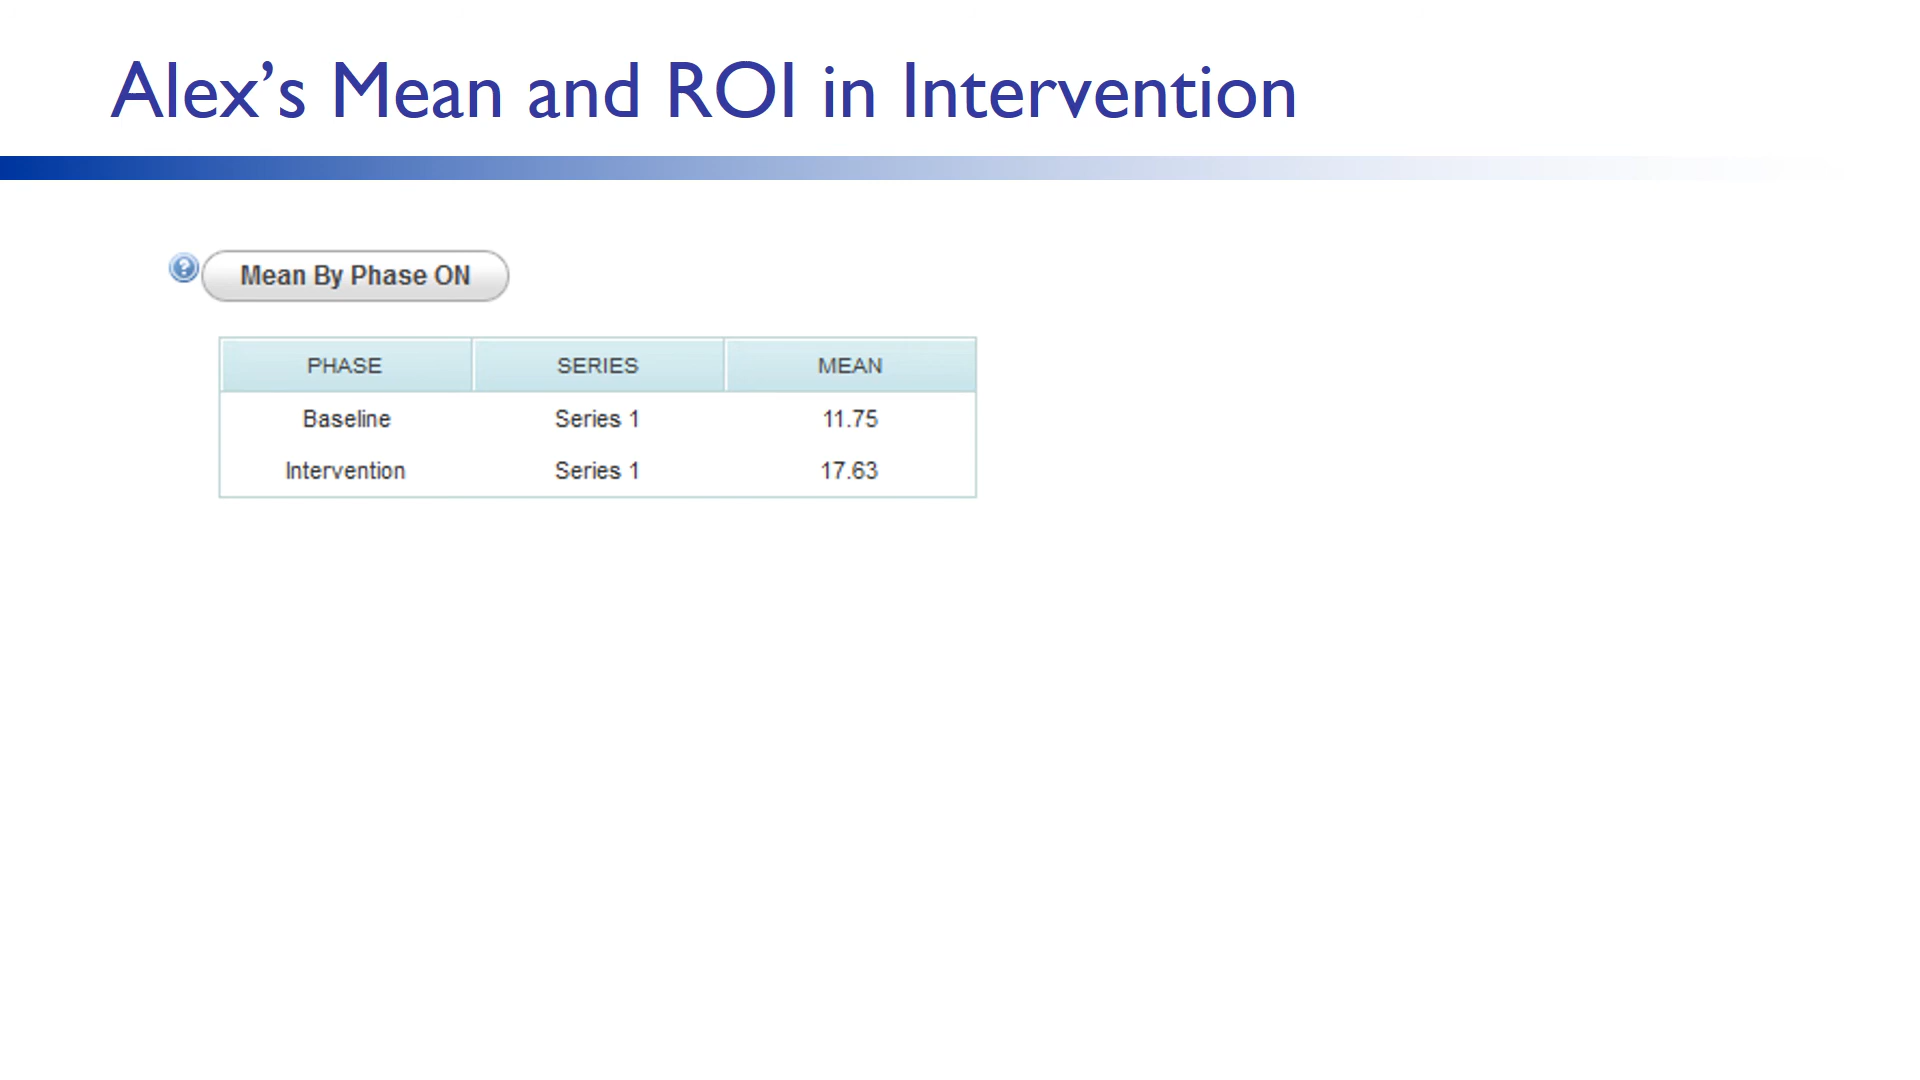 Alex’s Mean and ROI in Intervention
? Mean By Phase ON
PHASE SERIES MEAN
Baseline Series 1 11.75
Intervention Series 1 17.63